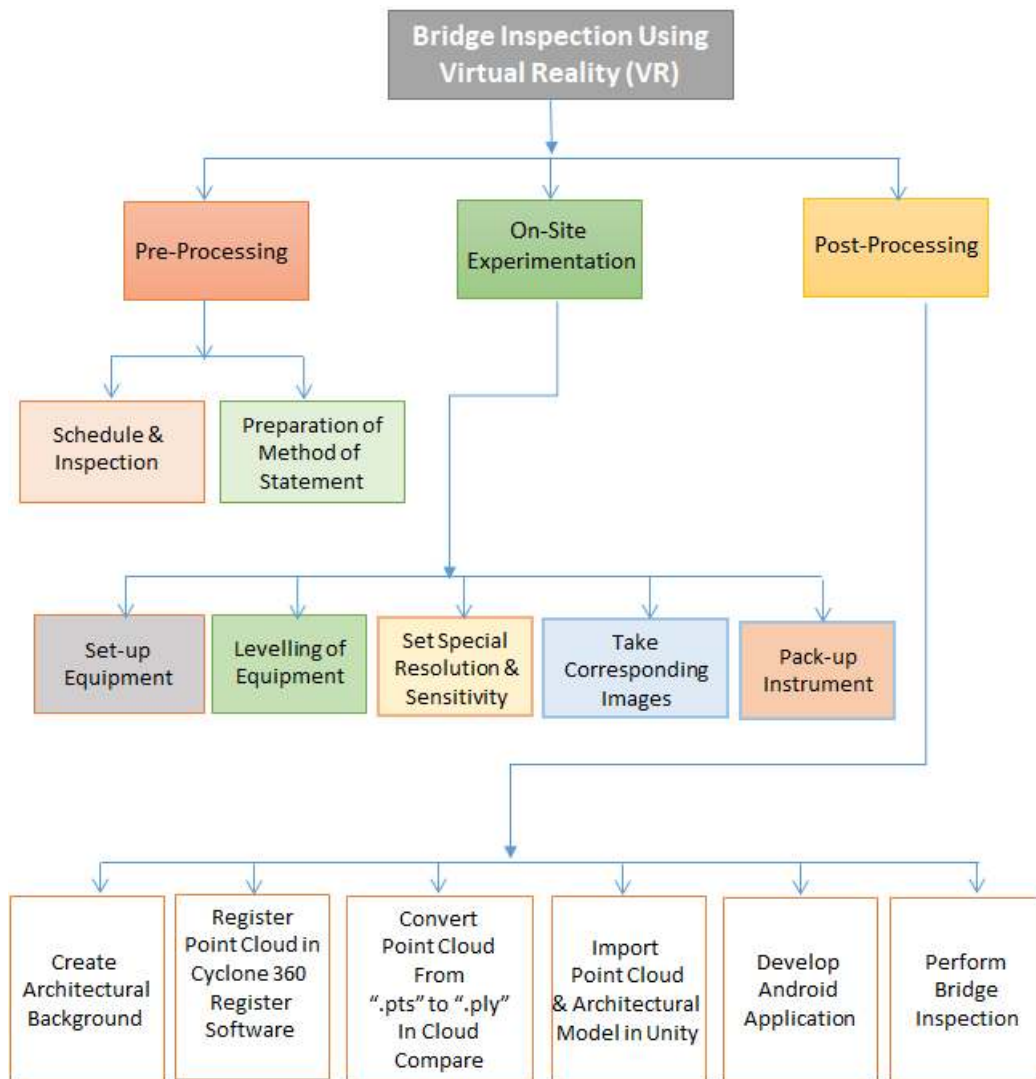 Bridge Inspection Using
Virtual Reality (VR)
Pre-Processing
On-Site
Experimentation
Post-Processing
Schedule &
Inspection
Preparation of
Method of
Statement
Set-up
Equipment
Levelling of
Equipment
Set Special
Resolution &
Sensitivity
Take
Corresponding
Images
Pack-up
Instrument
Create
Architectural
Background
Register
Point Cloud in
Cyclone 360
Register
Software
Convert
Point Cloud
From
“.pts” to “.ply”
In Cloud
Compare
Import
Point Cloud
& Architectural
Model in Unity
Develop
Android
Application
Perform
Bridge
Inspection